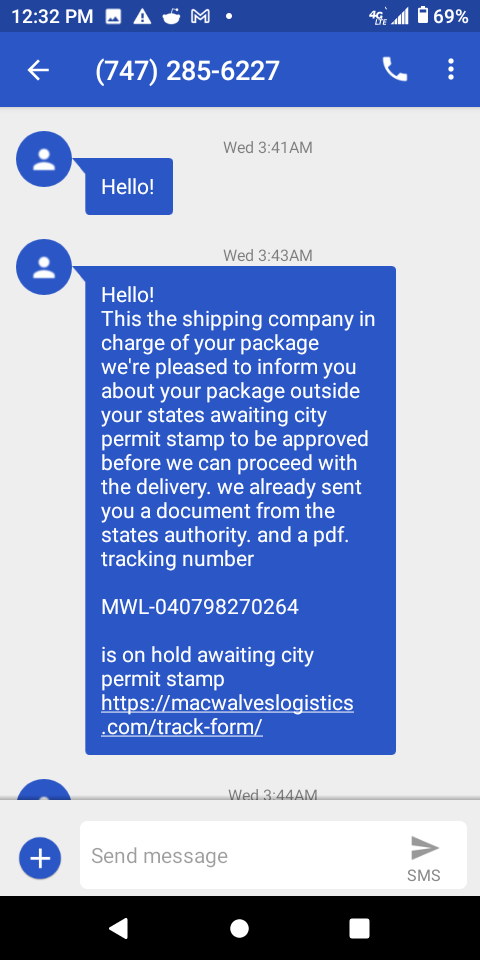 12:32 PM 4G LTE 69%
(747) 285-6227
Wed 3:41AM
Hello!
Wed 3:43AM
Hello!
This the shipping company in
charge of your package
we're pleased to inform you
about your package outside
your states awaiting city
permit stamp to be approved
before we can proceed with
the delivery. we already sent
you a document from the
states authority. and a pdf.
tracking number
MWL-040798270264
is on hold awaiting city
permit stamp
https://macwalveslogistics
.com/track-form/
Wed 3:44AM
Send message
SMS